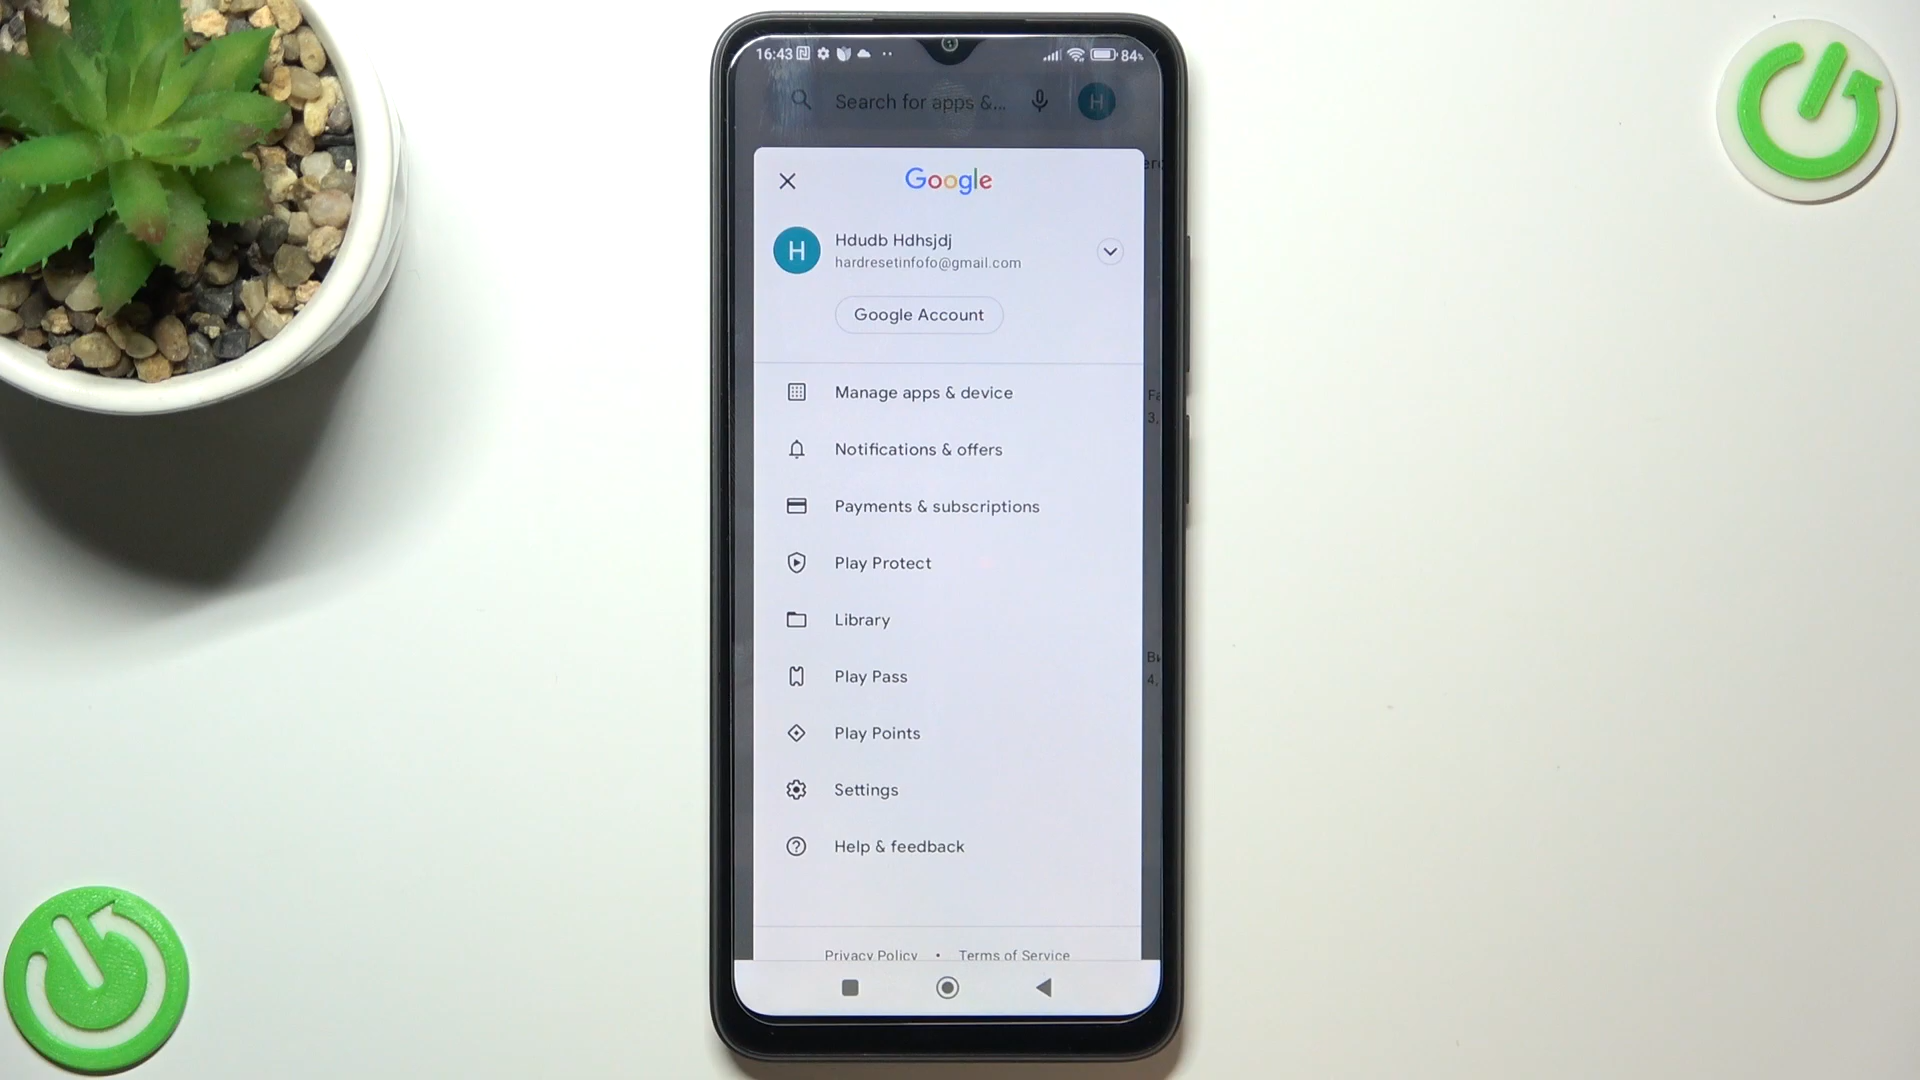 16:43 84%
Search for apps &... H
Google
H Hdudb Hdhsjdj
hardresetinfofo@gmail.com
Google Account
Manage apps & device
Notifications & offers
Payments & subscriptions
Play Protect
Library
Play Pass
Play Points
Settings
Help & feedback
Privacy Policy • Terms of Service